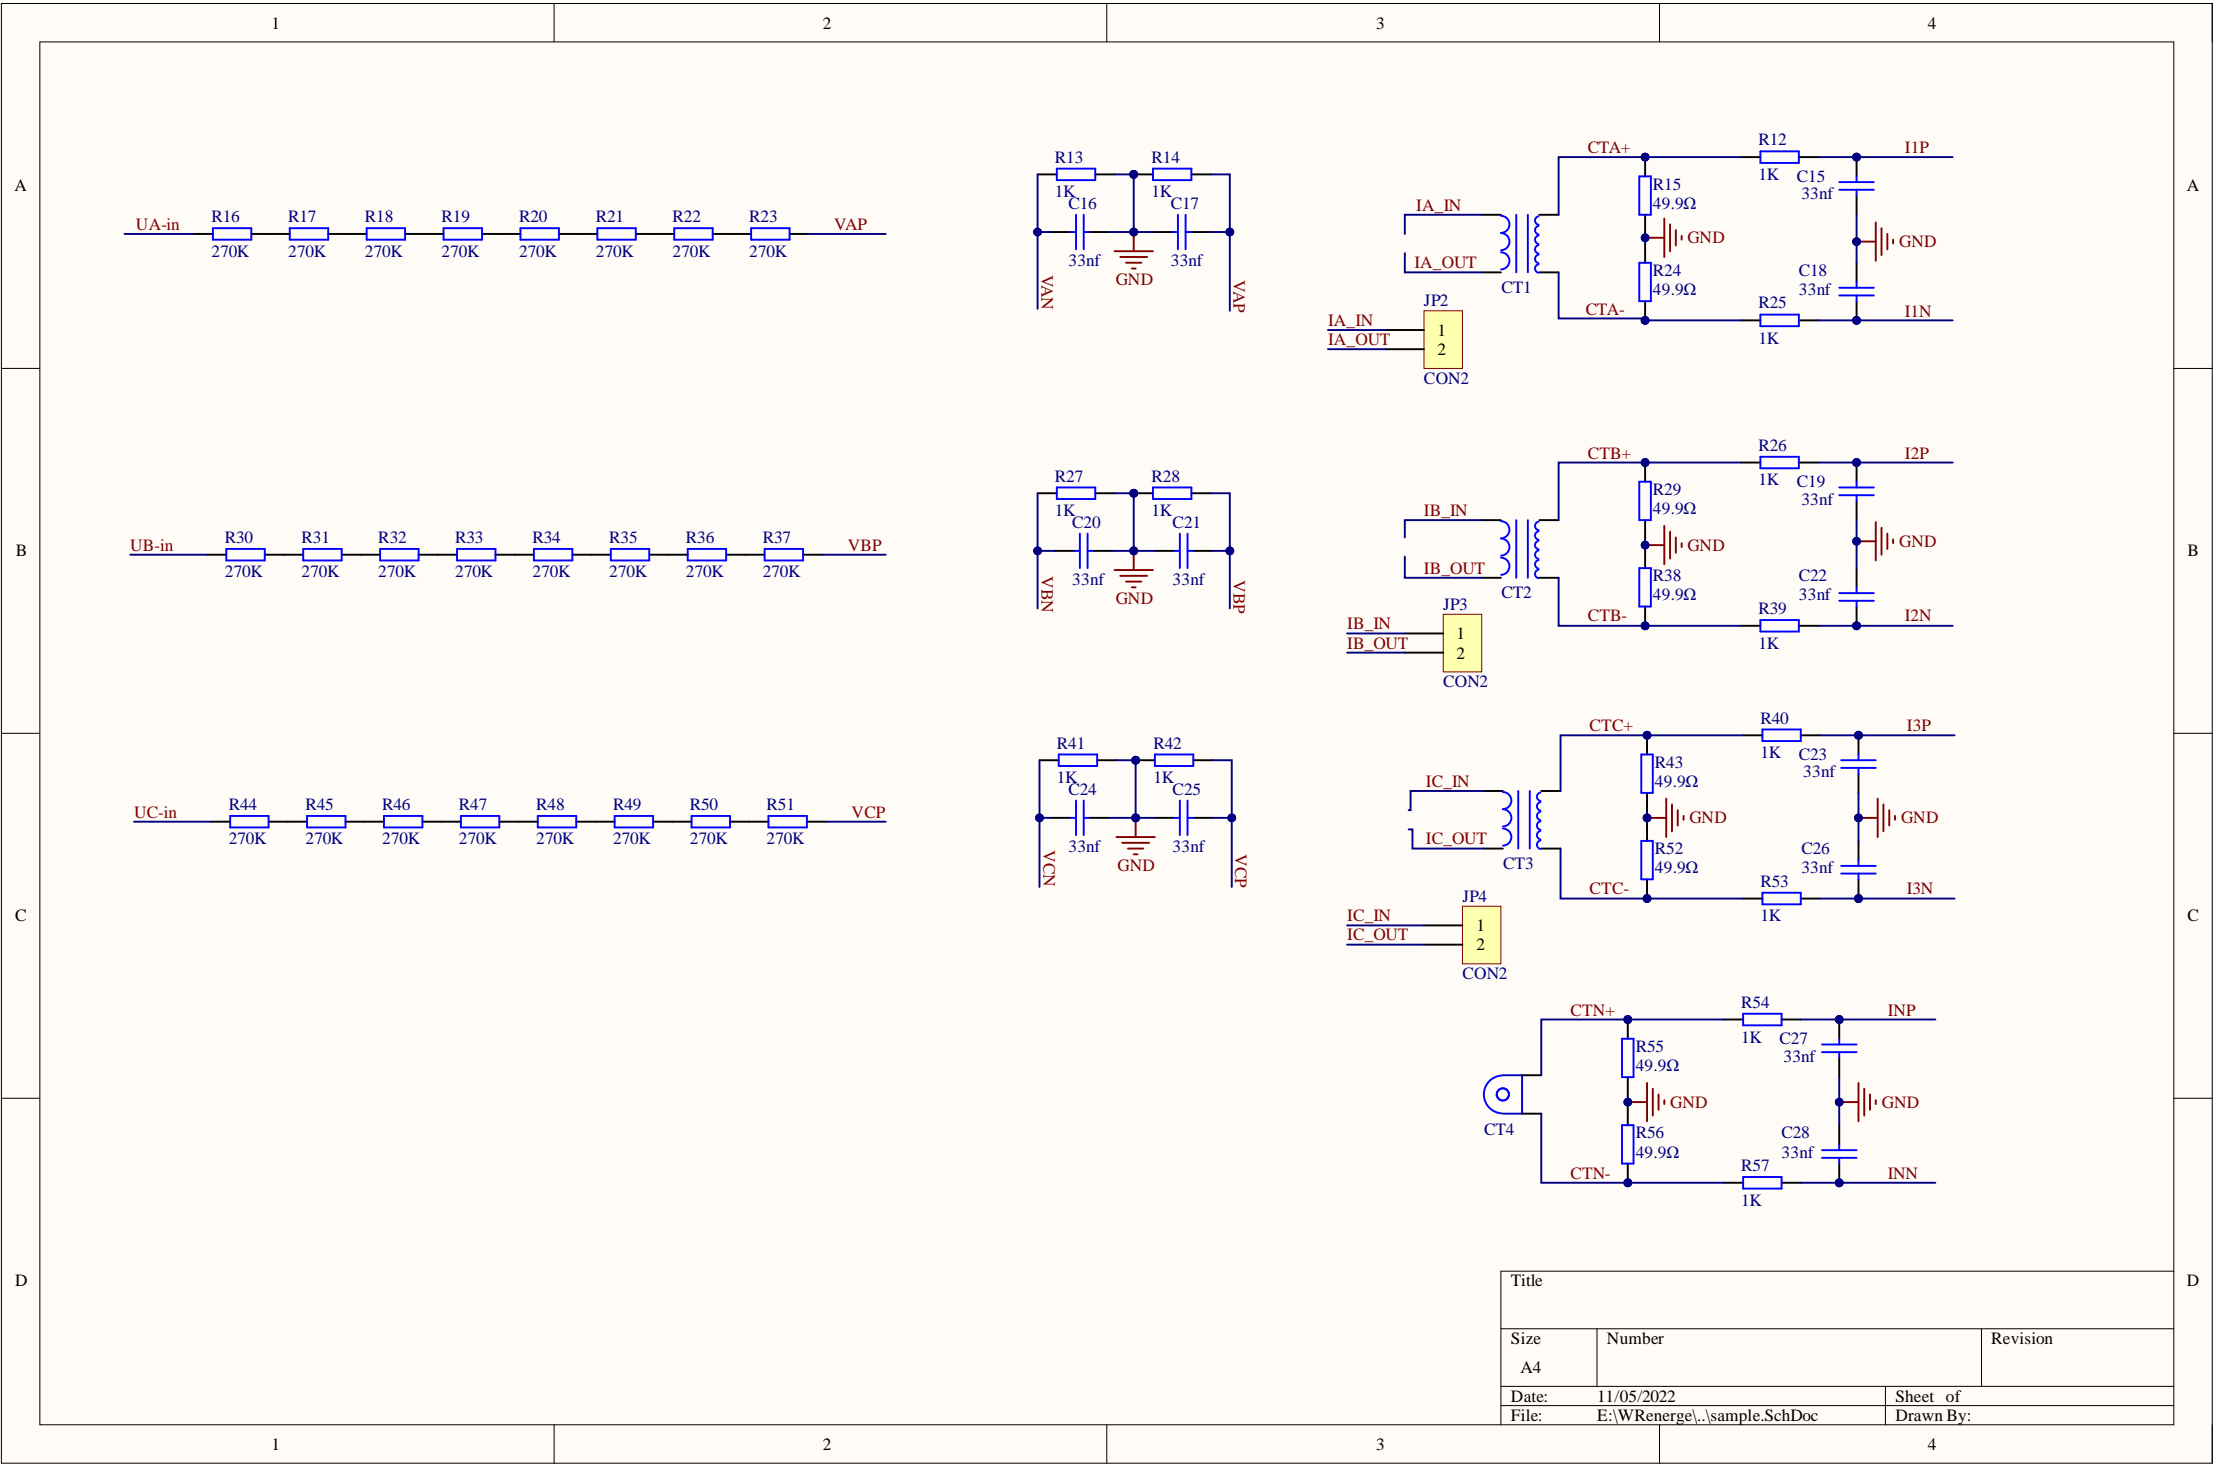 1 2 3 4
A A
B B
C C
D D
1 2 3 4
UA-in R16 R17 R18 R19 R20 R21 R22 R23 VAP
270K 270K 270K 270K 270K 270K 270K 270K
R13 R14
1K 1K
C16 C17
33nf 33nf
GND
VAN VAP
IA_IN
IA_OUT
CT1
CTA+ R12 I1P
1K C15
33nf
R15
49.9Ω
GND GND
R24
49.9Ω
C18
33nf
CTA- R25 I1N
1K
JP2
IA_IN 1
IA_OUT 2
CON2
UB-in R30 R31 R32 R33 R34 R35 R36 R37 VBP
270K 270K 270K 270K 270K 270K 270K 270K
R27 R28
1K 1K
C20 C21
33nf 33nf
GND
VBN VBP
IB_IN
IB_OUT
CT2
CTB+ R26 I2P
1K C19
33nf
R29
49.9Ω
GND GND
R38
49.9Ω
C22
33nf
CTB- R39 I2N
1K
JP3
IB_IN 1
IB_OUT 2
CON2
UC-in R44 R45 R46 R47 R48 R49 R50 R51 VCP
270K 270K 270K 270K 270K 270K 270K 270K
R41 R42
1K 1K
C24 C25
33nf 33nf
GND
VCN VCP
IC_IN
IC_OUT
CT3
CTC+ R40 I3P
1K C23
33nf
R43
49.9Ω
GND GND
R52
49.9Ω
C26
33nf
CTC- R53 I3N
1K
JP4
IC_IN 1
IC_OUT 2
CON2
CTN+ R54 INP
1K C27
33nf
R55
49.9Ω
GND GND
CT4
R56
49.9Ω
C28
33nf
CTN- R57 INN
1K
Title
Size Number Revision
A4
Date: 11/05/2022 Sheet of
File: E:\WRenerge\..\sample.SchDoc Drawn By: